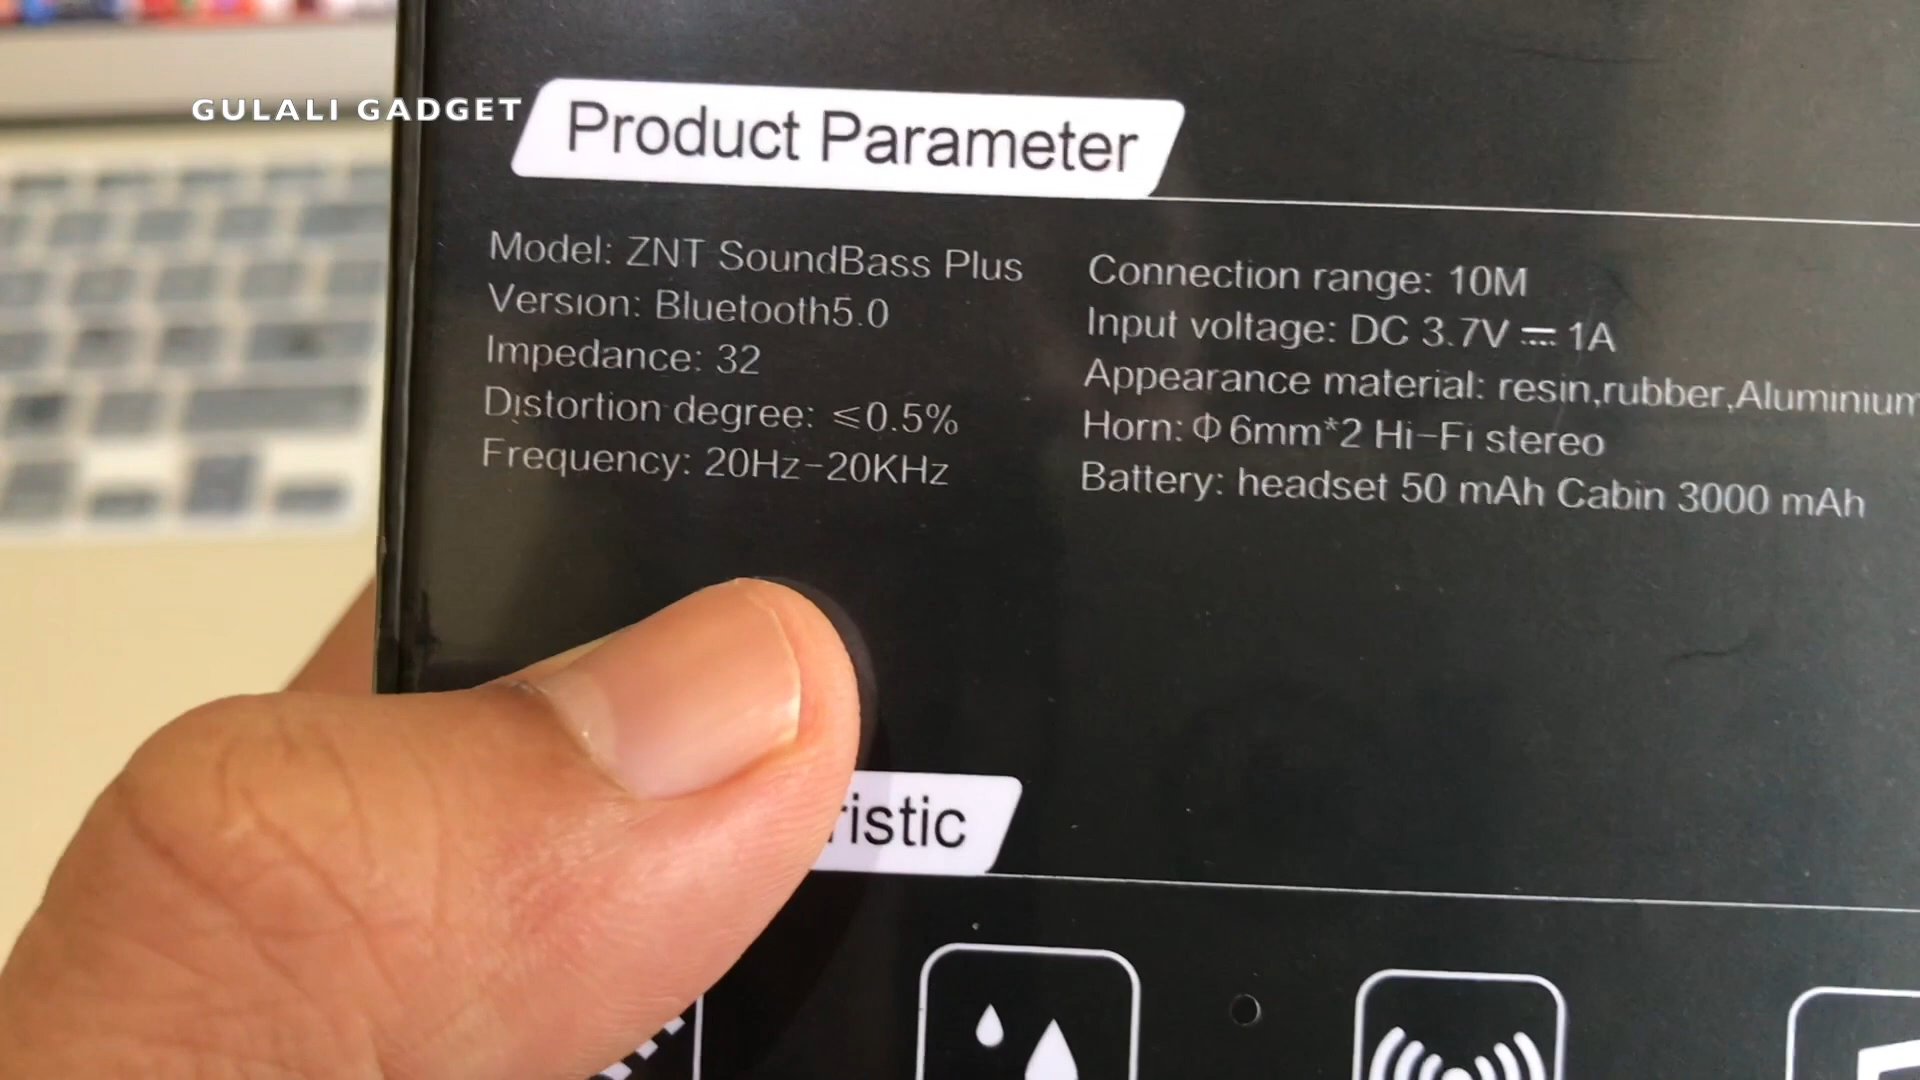 GULALI GADGET
Product Parameter
Model: ZNT SoundBass Plus
Version: Bluetooth5.0
Impedance: 32
Distortion degree: ≤0.5%
Frequency: 20Hz-20KHz
Connection range: 10M
Input voltage: DC 3.7V ⎓ 1A
Appearance material: resin,rubber,Aluminium
Horn: Φ6mm*2 Hi-Fi stereo
Battery: headset 50 mAh Cabin 3000 mAh